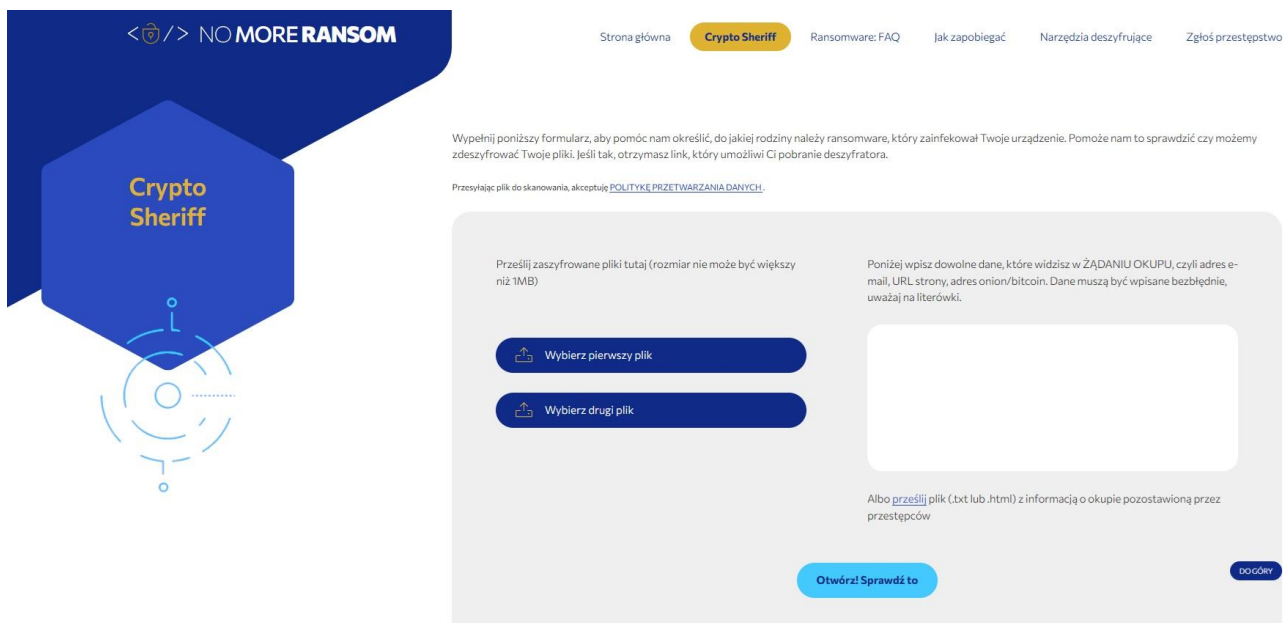 </> NO MORE RANSOM
Strona główna
Crypto Sheriff
Ransomware: FAQ
Jak zapobiegać
Narzędzia deszyfrujące
Zgłoś przestępstwo
Crypto
Sheriff
Wypełnij poniższy formularz, aby pomóc nam określić, do jakiej rodziny należy ransomware, który zainfekował Twoje urządzenie. Pomoże nam to sprawdzić czy możemy
zdeszyfrować Twoje pliki. Jeśli tak, otrzymasz link, który umożliwi Ci pobranie deszyfratora.
Przesyłając plik do skanowania, akceptuję POLITYKĘ PRZETWARZANIA DANYCH.
Prześlij zaszyfrowane pliki tutaj (rozmiar nie może być większy
niż 1MB)
Wybierz pierwszy plik
Wybierz drugi plik
Poniżej wpisz dowolne dane, które widzisz w ŻĄDANIU OKUPU, czyli adres e-
mail, URL strony, adres onion/bitcoin. Dane muszą być wpisane bezbłędnie,
uważaj na literówki.
Albo prześlij plik (.txt lub .html) z informacją o okupie pozostawioną przez
przestępców
Otwórz! Sprawdź to
DO GÓRY